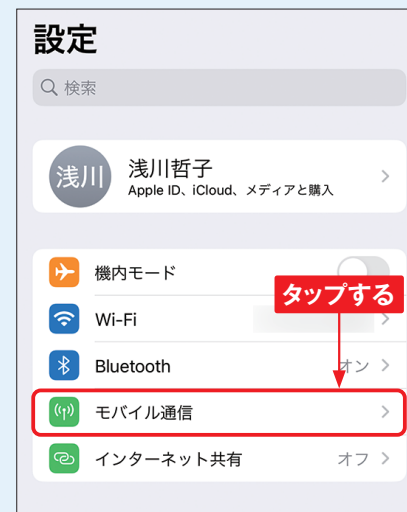 設定
検索
浅川
浅川哲子
Apple ID、iCloud、メディアと購入
機内モード
タップする
Wi-Fi
Bluetooth
オン
モバイル通信
インターネット共有
オフ